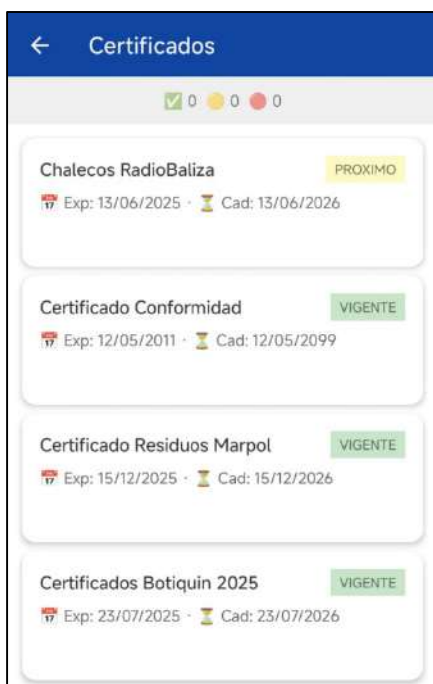 Certificados
✅ 0 🟡 0 🔴 0
Chalecos RadioBaliza PROXIMO
📅 Exp: 13/06/2025 · ⏳ Cad: 13/06/2026
Certificado Conformidad VIGENTE
📅 Exp: 12/05/2011 · ⏳ Cad: 12/05/2099
Certificado Residuos Marpol VIGENTE
📅 Exp: 15/12/2025 · ⏳ Cad: 15/12/2026
Certificados Botiquin 2025 VIGENTE
📅 Exp: 23/07/2025 · ⏳ Cad: 23/07/2026